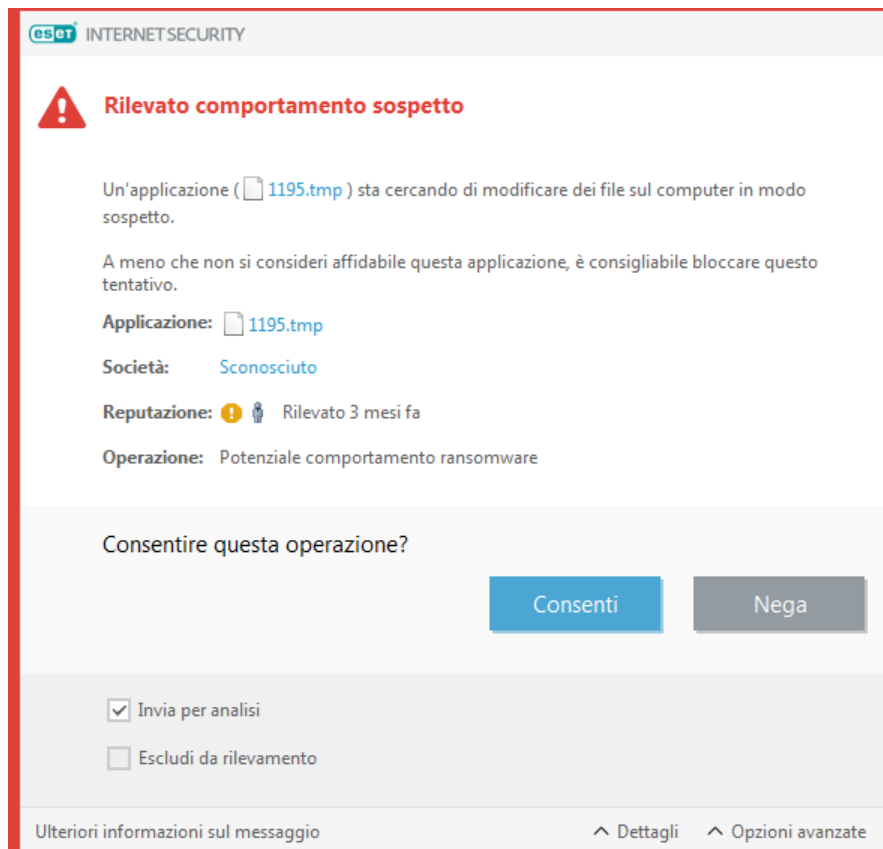 eset INTERNET SECURITY
Rilevato comportamento sospetto
Un'applicazione ( 1195.tmp ) sta cercando di modificare dei file sul computer in modo
sospetto.
A meno che non si consideri affidabile questa applicazione, è consigliabile bloccare questo
tentativo.
Applicazione: 1195.tmp
Società: Sconosciuto
Reputazione: Rilevato 3 mesi fa
Operazione: Potenziale comportamento ransomware
Consentire questa operazione?
Consenti Nega
Invia per analisi
Escludi da rilevamento
Ulteriori informazioni sul messaggio Dettagli Opzioni avanzate